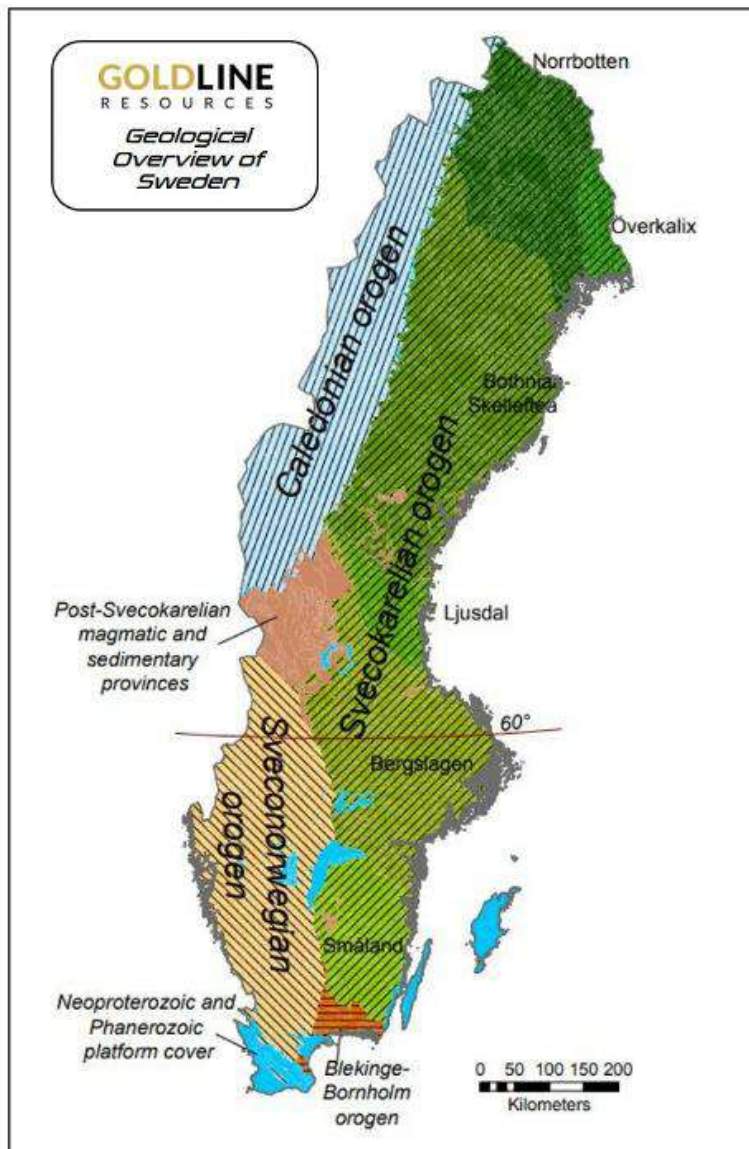 GOLDLINE
RESOURCES
Geological
Overview of
Sweden
Norrbotten
Överkalix
Caledonian orogen
Bothnian-
Skelleftea
Svecokarelian orogen
Post-Svecokarelian
magmatic and
sedimentary
provinces
Ljusdal
60°
Bergslagen
Sveconorwegian
orogen
Småland
Neoproterozoic and
Phanerozoic
platform cover
Blekinge-
Bornholm
orogen
0 50 100 150 200
Kilometers